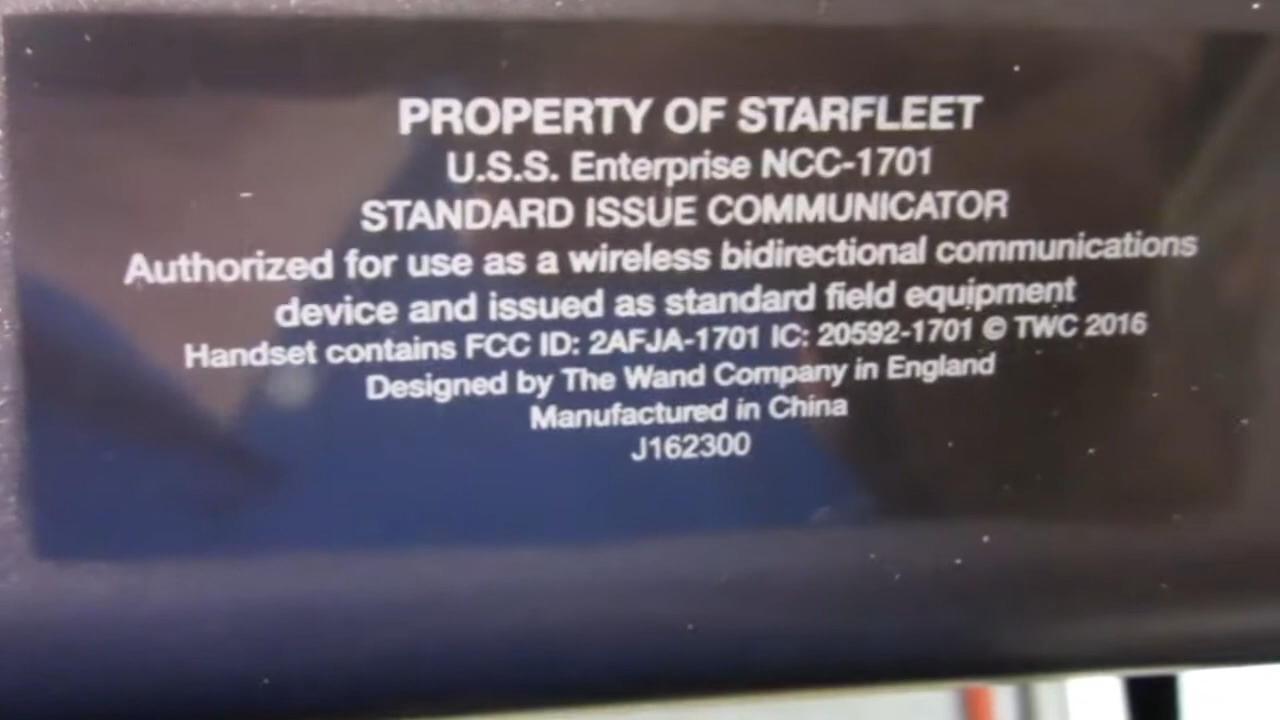 PROPERTY OF STARFLEET
U.S.S. Enterprise NCC-1701
STANDARD ISSUE COMMUNICATOR
Authorized for use as a wireless bidirectional communications
device and issued as standard field equipment
Handset contains FCC ID: 2AFJA-1701 IC: 20592-1701 © TWC 2016
Designed by The Wand Company in England
Manufactured in China
J162300